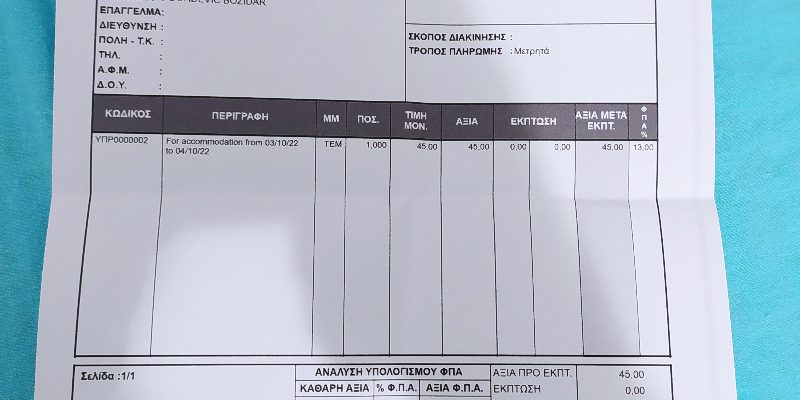 BOZIDAR
ΕΠΑΓΓΕΛΜΑ:
ΔΙΕΥΘΥΝΣΗ :
ΠΟΛΗ - Τ.Κ. :
ΤΗΛ. :
Α.Φ.Μ. :
Δ.Ο.Υ. :
ΣΚΟΠΟΣ ΔΙΑΚΙΝΗΣΗΣ :
ΤΡΟΠΟΣ ΠΛΗΡΩΜΗΣ : Μετρητά
ΚΩΔΙΚΟΣ ΠΕΡΙΓΡΑΦΗ ΜΜ ΠΟΣ. ΤΙΜΗ ΜΟΝ. ΑΞΙΑ ΕΚΠΤΩΣΗ ΑΞΙΑ ΜΕΤΑ ΕΚΠΤ. Φ Π Α %
ΥΠΡ0000002 For accommodation from 03/10/22 ΤΕΜ 1,000 45,00 45,00 0,00 0,00 45,00 13,00
to 04/10/22
Σελίδα :1/1
ΑΝΑΛΥΣΗ ΥΠΟΛΟΓΙΣΜΟΥ ΦΠΑ
ΚΑΘΑΡΗ ΑΞΙΑ % Φ.Π.Α. ΑΞΙΑ Φ.Π.Α.
ΑΞΙΑ ΠΡΟ ΕΚΠΤ. 45,00
ΕΚΠΤΩΣΗ 0,00